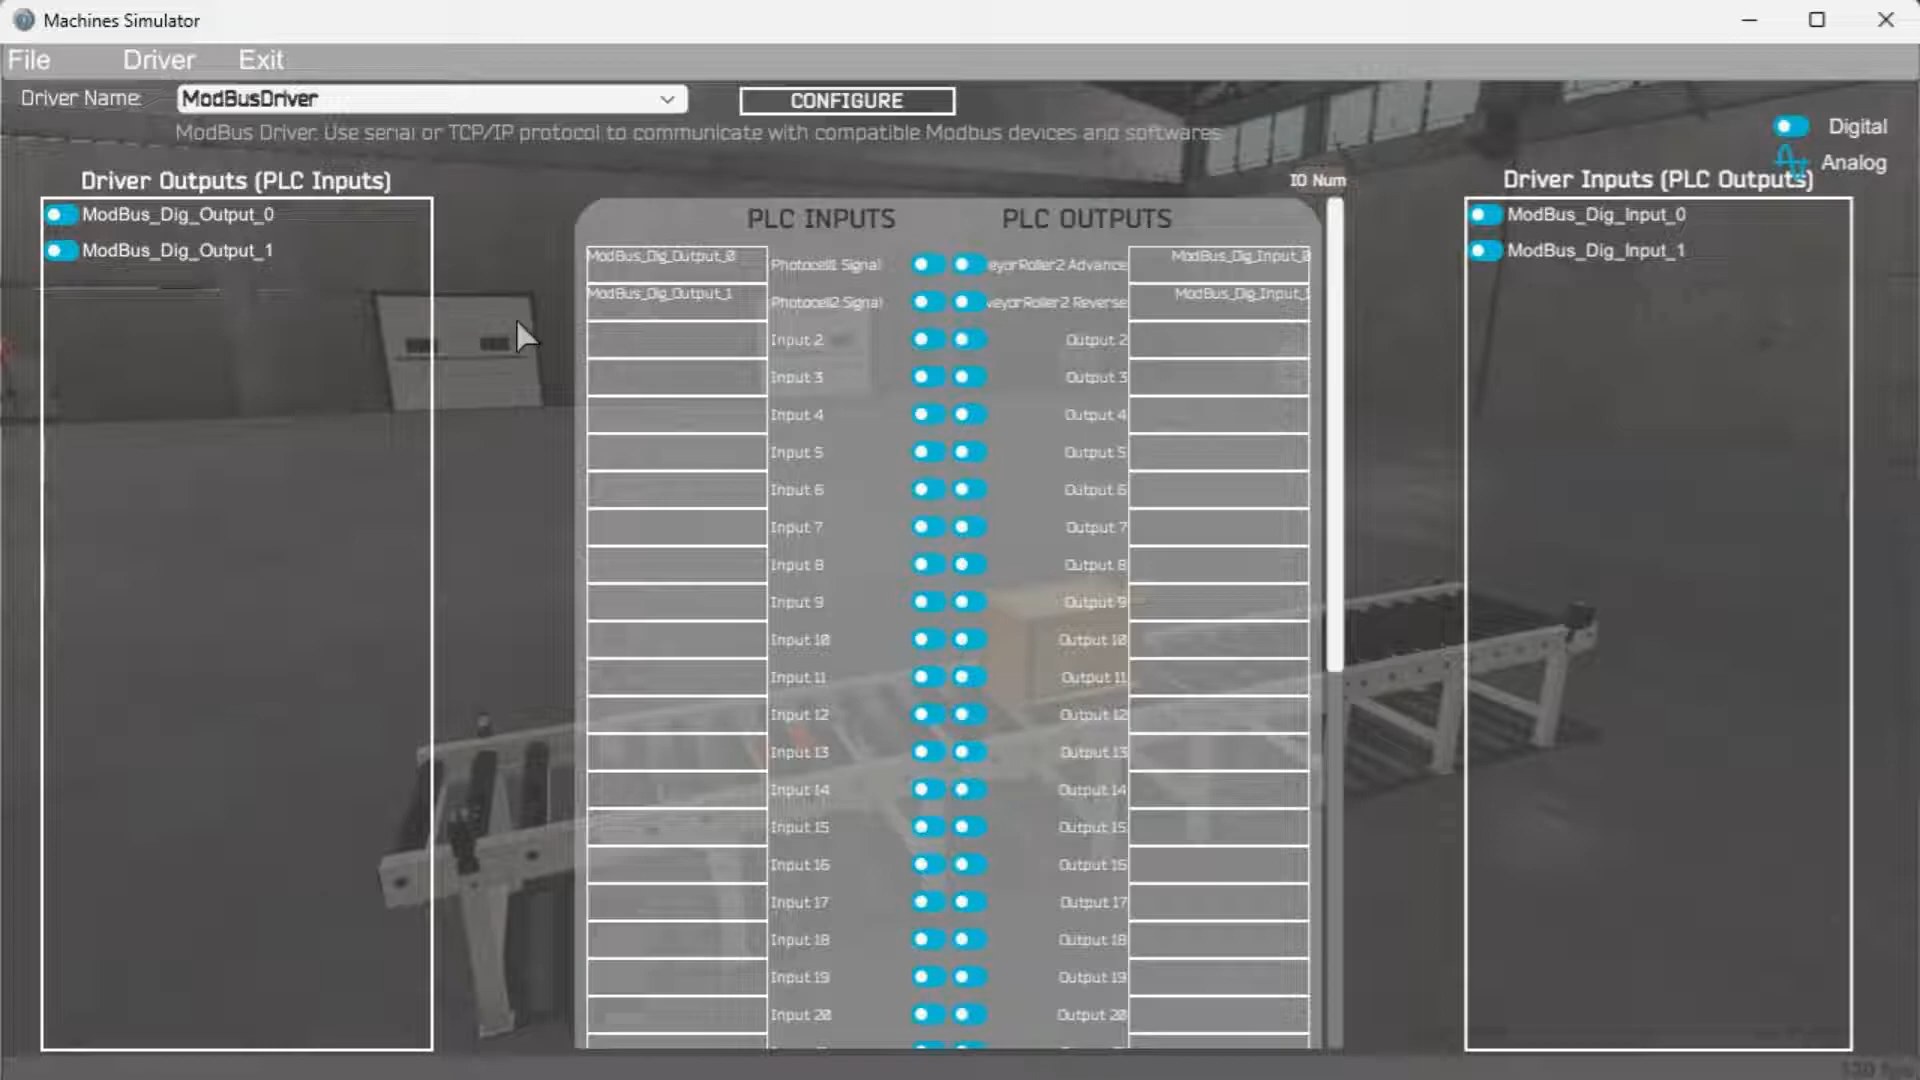 Machines Simulator
File Driver Exit
Driver Name: ModBusDriver CONFIGURE
ModBus Driver. Use serial or TCP/IP protocol to communicate with compatible Modbus devices and softwares
Digital
Analog
Driver Outputs (PLC Inputs)
ModBus_Dig_Output_0
ModBus_Dig_Output_1
IO Num
PLC INPUTS PLC OUTPUTS
ModBus_Dig_Output_0 Photocell1 Signal eyorRoller2 Advance ModBus_Dig_Input_0
ModBus_Dig_Output_1 Photocell2 Signal veyorRoller2 Reverse ModBus_Dig_Input_1
Input 2 Output 2
Input 3 Output 3
Input 4 Output 4
Input 5 Output 5
Input 6 Output 6
Input 7 Output 7
Input 8 Output 8
Input 9 Output 9
Input 10 Output 10
Input 11 Output 11
Input 12 Output 12
Input 13 Output 13
Input 14 Output 14
Input 15 Output 15
Input 16 Output 16
Input 17 Output 17
Input 18 Output 18
Input 19 Output 19
Input 20 Output 20
Driver Inputs (PLC Outputs)
ModBus_Dig_Input_0
ModBus_Dig_Input_1